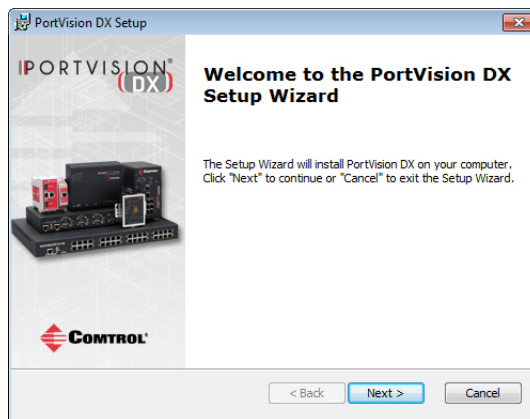 PortVision DX Setup
PORTVISION®
(DX)
Welcome to the PortVision DX
Setup Wizard
The Setup Wizard will install PortVision DX on your computer.
Click "Next" to continue or "Cancel" to exit the Setup Wizard.
COMTROL®
< Back
Next >
Cancel